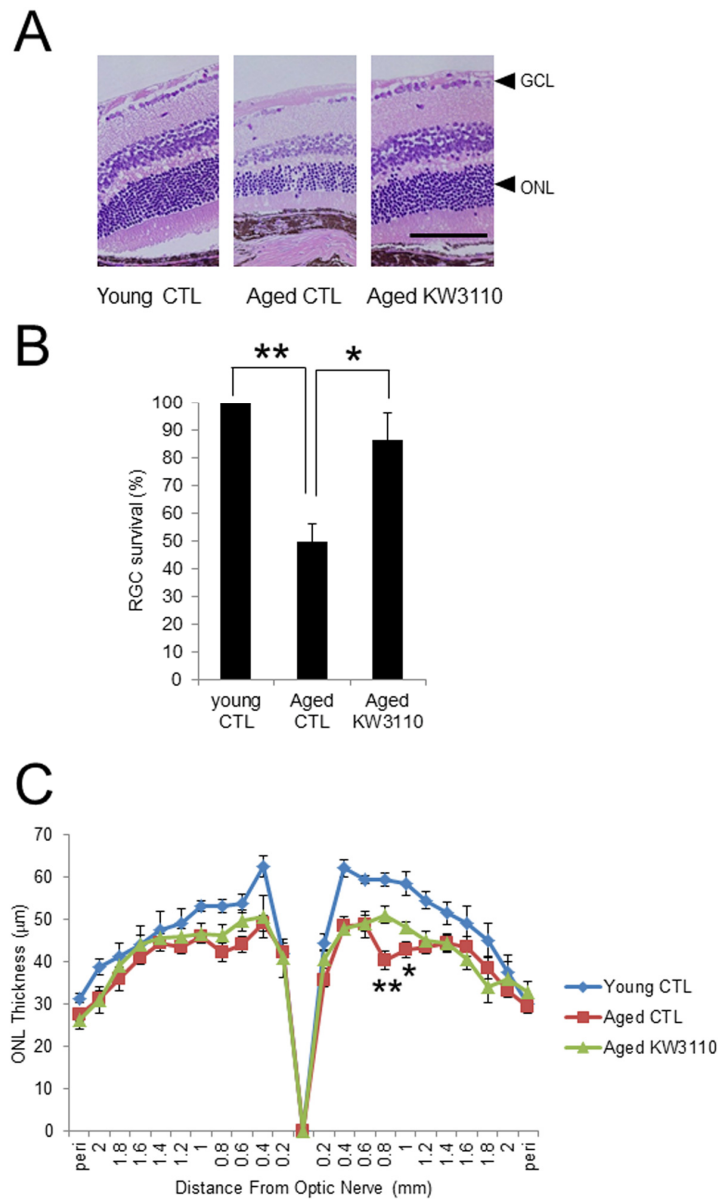 A
GCL
ONL
Young CTL
Aged CTL
Aged KW3110
B
**
*
RGC survival (%)
100
90
80
70
60
50
40
30
20
10
0
young
CTL
Aged
CTL
Aged
KW3110
C
ONL Thickness (µm)
70
60
50
40
30
20
10
0
**
*
Young CTL
Aged CTL
Aged KW3110
peri 2 1.8 1.6 1.4 1.2 1 0.8 0.6 0.4 0.2 0.2 0.4 0.6 0.8 1 1.2 1.4 1.6 1.8 2 peri
Distance From Optic Nerve (mm)